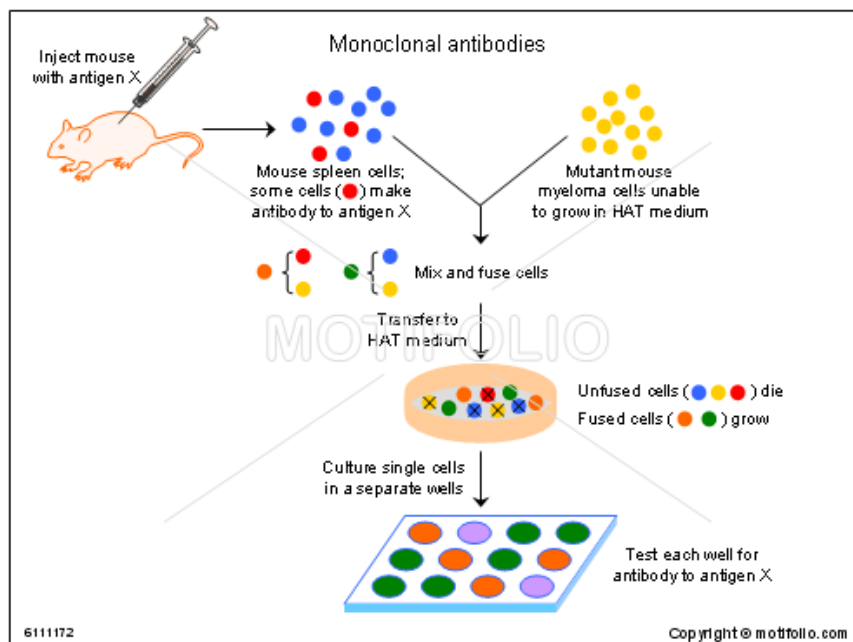 Monoclonal antibodies
Inject mouse
with antigen X
Mouse spleen cells;
some cells ( ) make
antibody to antigen X
Mutant mouse
myeloma cells unable
to grow in HAT medium
Mix and fuse cells
Transfer to
HAT medium
MOTIFOLIO
Unfused cells ( ) die
Fused cells ( ) grow
Culture single cells
in a separate wells
Test each well for
antibody to antigen X
6111172
Copyright © motifolio.com